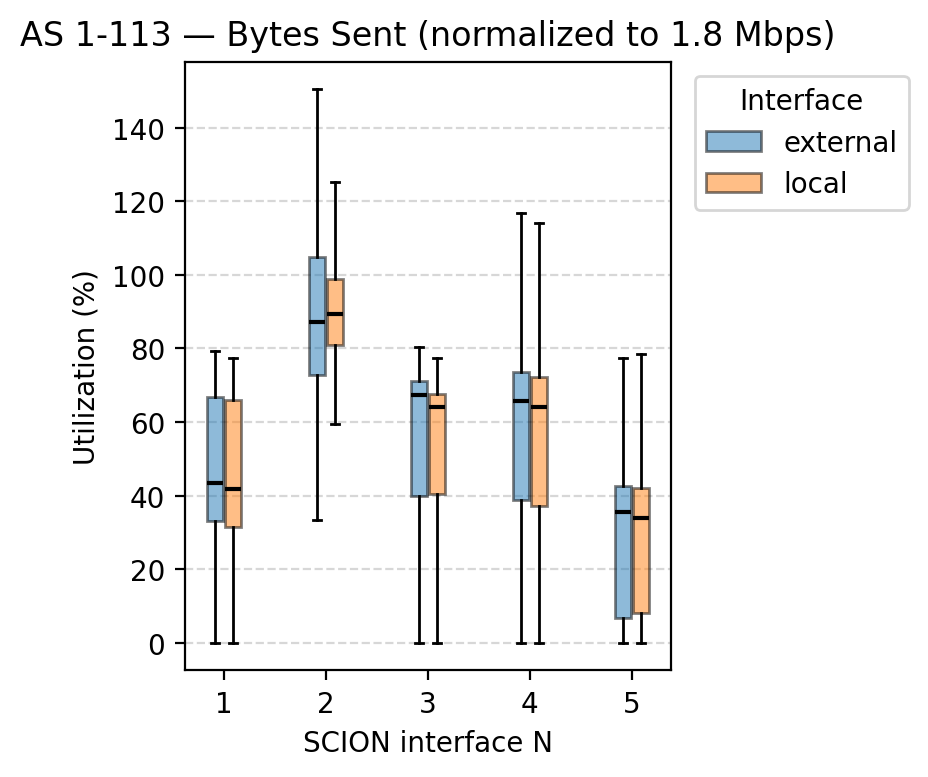 AS 1-113 — Bytes Sent (normalized to 1.8 Mbps)
Interface
external
local
Utilization (%)
140
120
100
80
60
40
20
0
1 2 3 4 5
SCION interface N